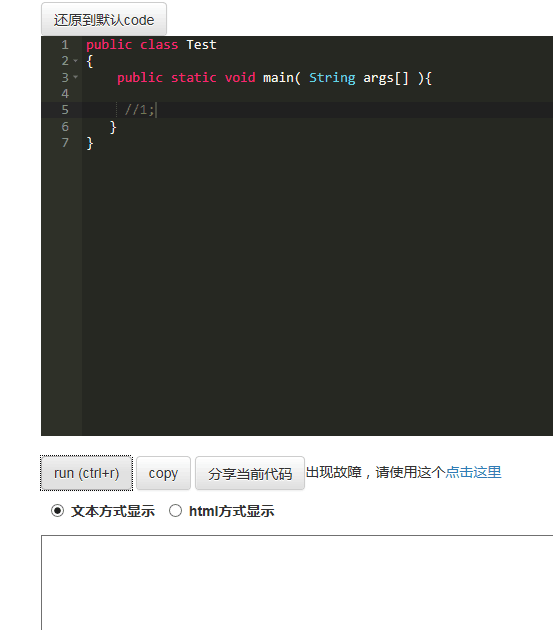 还原到默认code
1 public class Test
2 {
3 public static void main( String args[] ){
4
5 //1;
6 }
7 }
run (ctrl+r) copy 分享当前代码 出现故障，请使用这个点击这里
文本方式显示 html方式显示